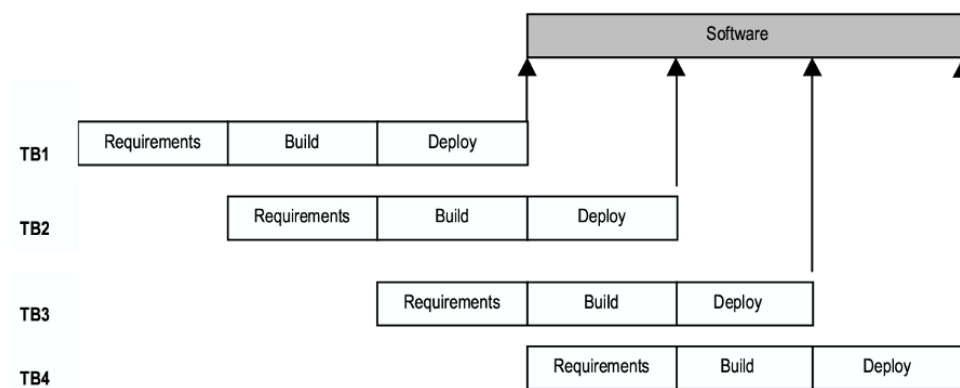 Software
TB1 Requirements Build Deploy
TB2 Requirements Build Deploy
TB3 Requirements Build Deploy
TB4 Requirements Build Deploy